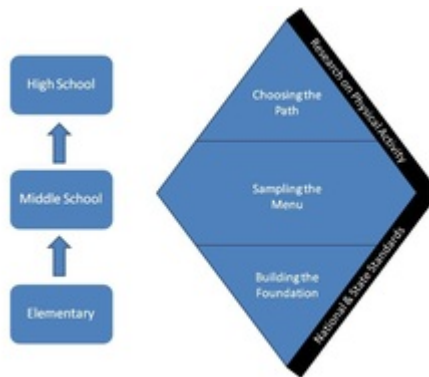 High School
Middle School
Elementary
Choosing the
Path
Sampling the
Menu
Building the
Foundation
Research on Physical Activity
National & State Standards